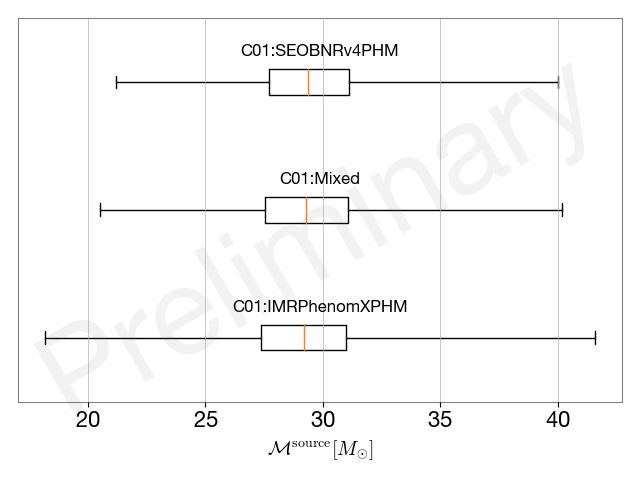 C01:SEOBNRv4PHM
C01:Mixed
C01:IMRPhenomXPHM
Preliminary
20 25 30 35 40
ℳ^source [M_⊙]